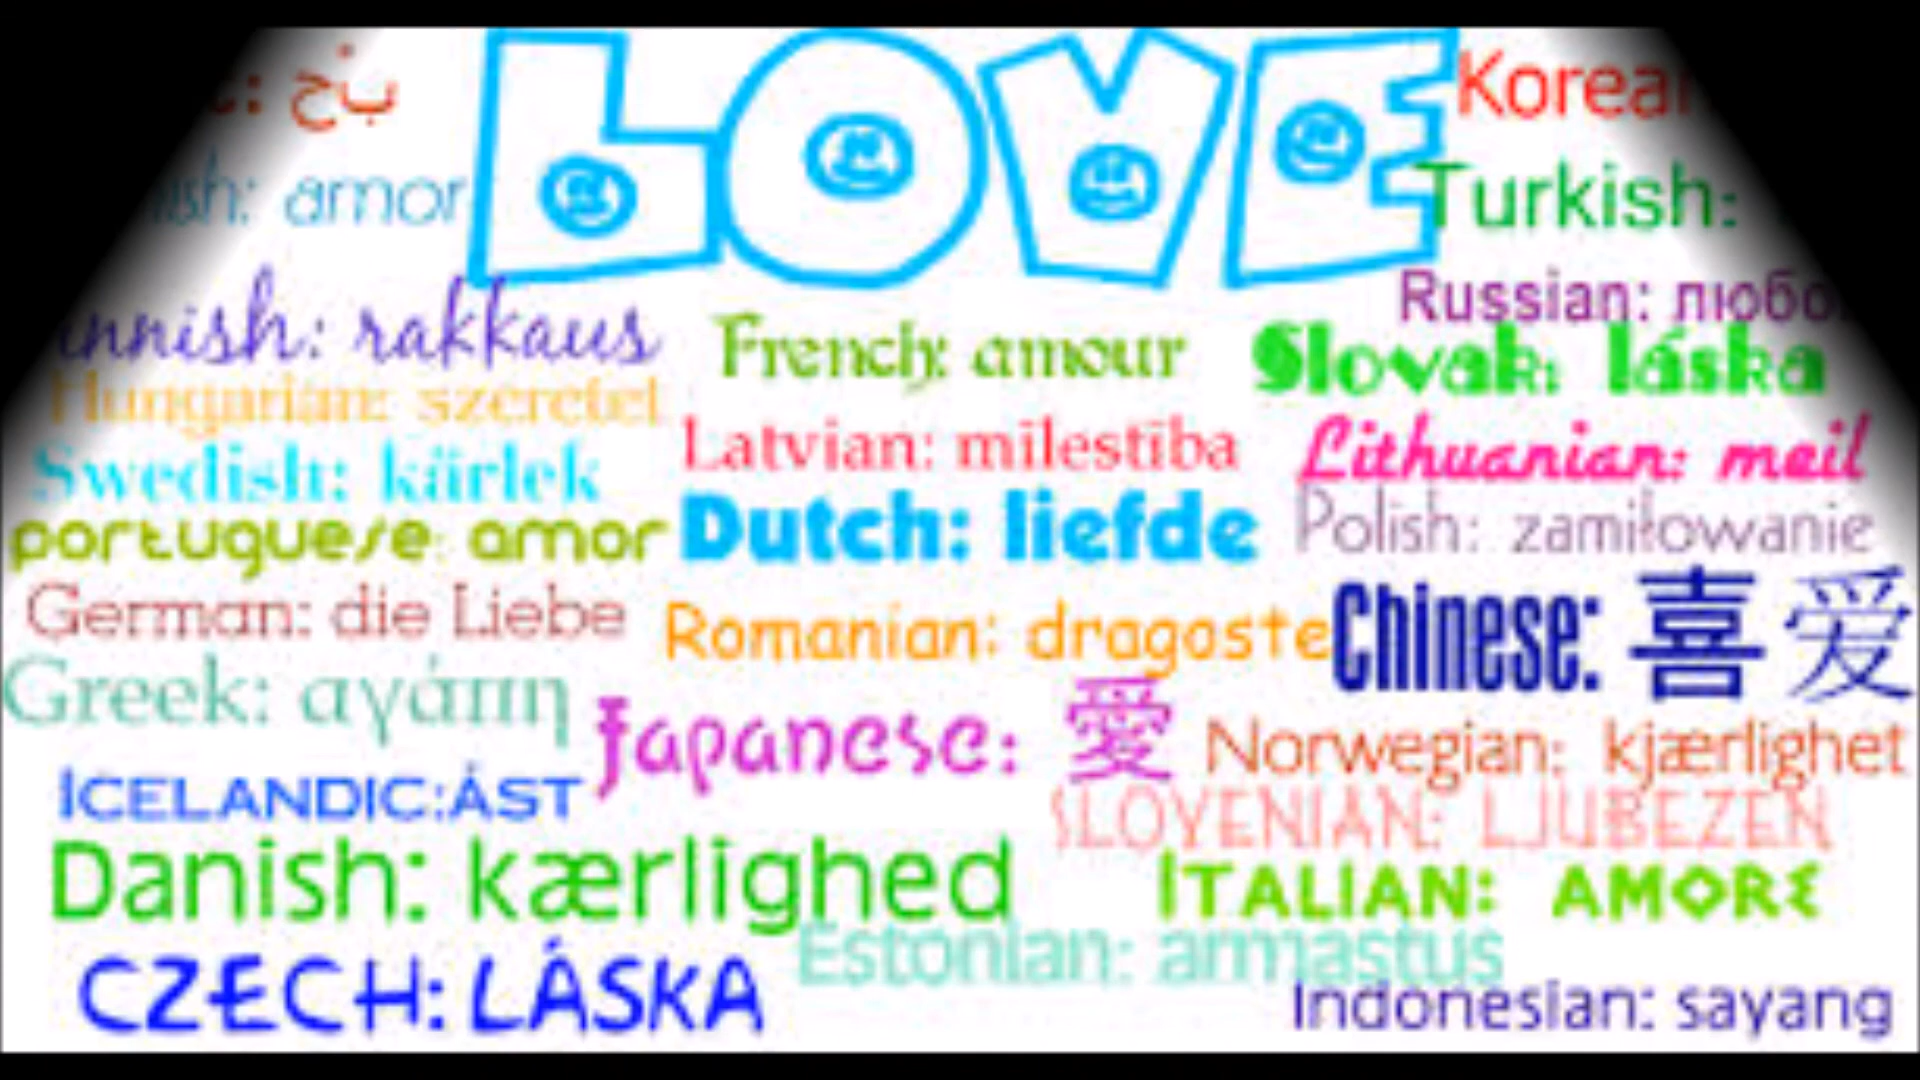 LOVE
حبّ
Korea
amor
Turkish:
Russian: любо
rakkaus
French: amour
Slovak: láska
Hungarian: szeretet
Latvian: milestiba
Lithuanian: meil
Swedish: kärlek
portuguese: amor
Dutch: liefde
Polish: zamiłowanie
German: die Liebe
Romanian: dragoste
Chinese: 喜爱
Greek: αγάπη
Japanese: 愛
Norwegian: kjærlighet
ICELANDIC:ÁST
SLOVENIAN: LJUBEZEN
Danish: kærlighed
ITALIAN: AMORE
Estonian: armastus
CZECH: LÁSKA
Indonesian: sayang